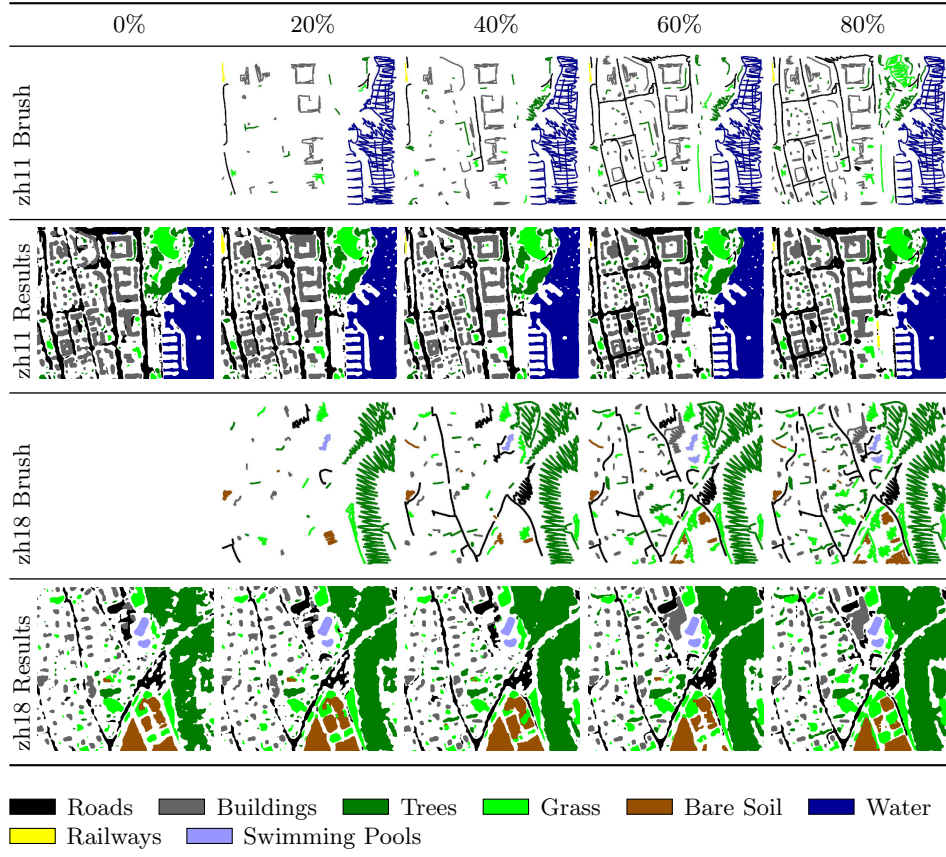 0% 20% 40% 60% 80%
zh11 Brush
zh11 Results
zh18 Brush
zh18 Results
Roads Buildings Trees Grass Bare Soil Water
Railways Swimming Pools